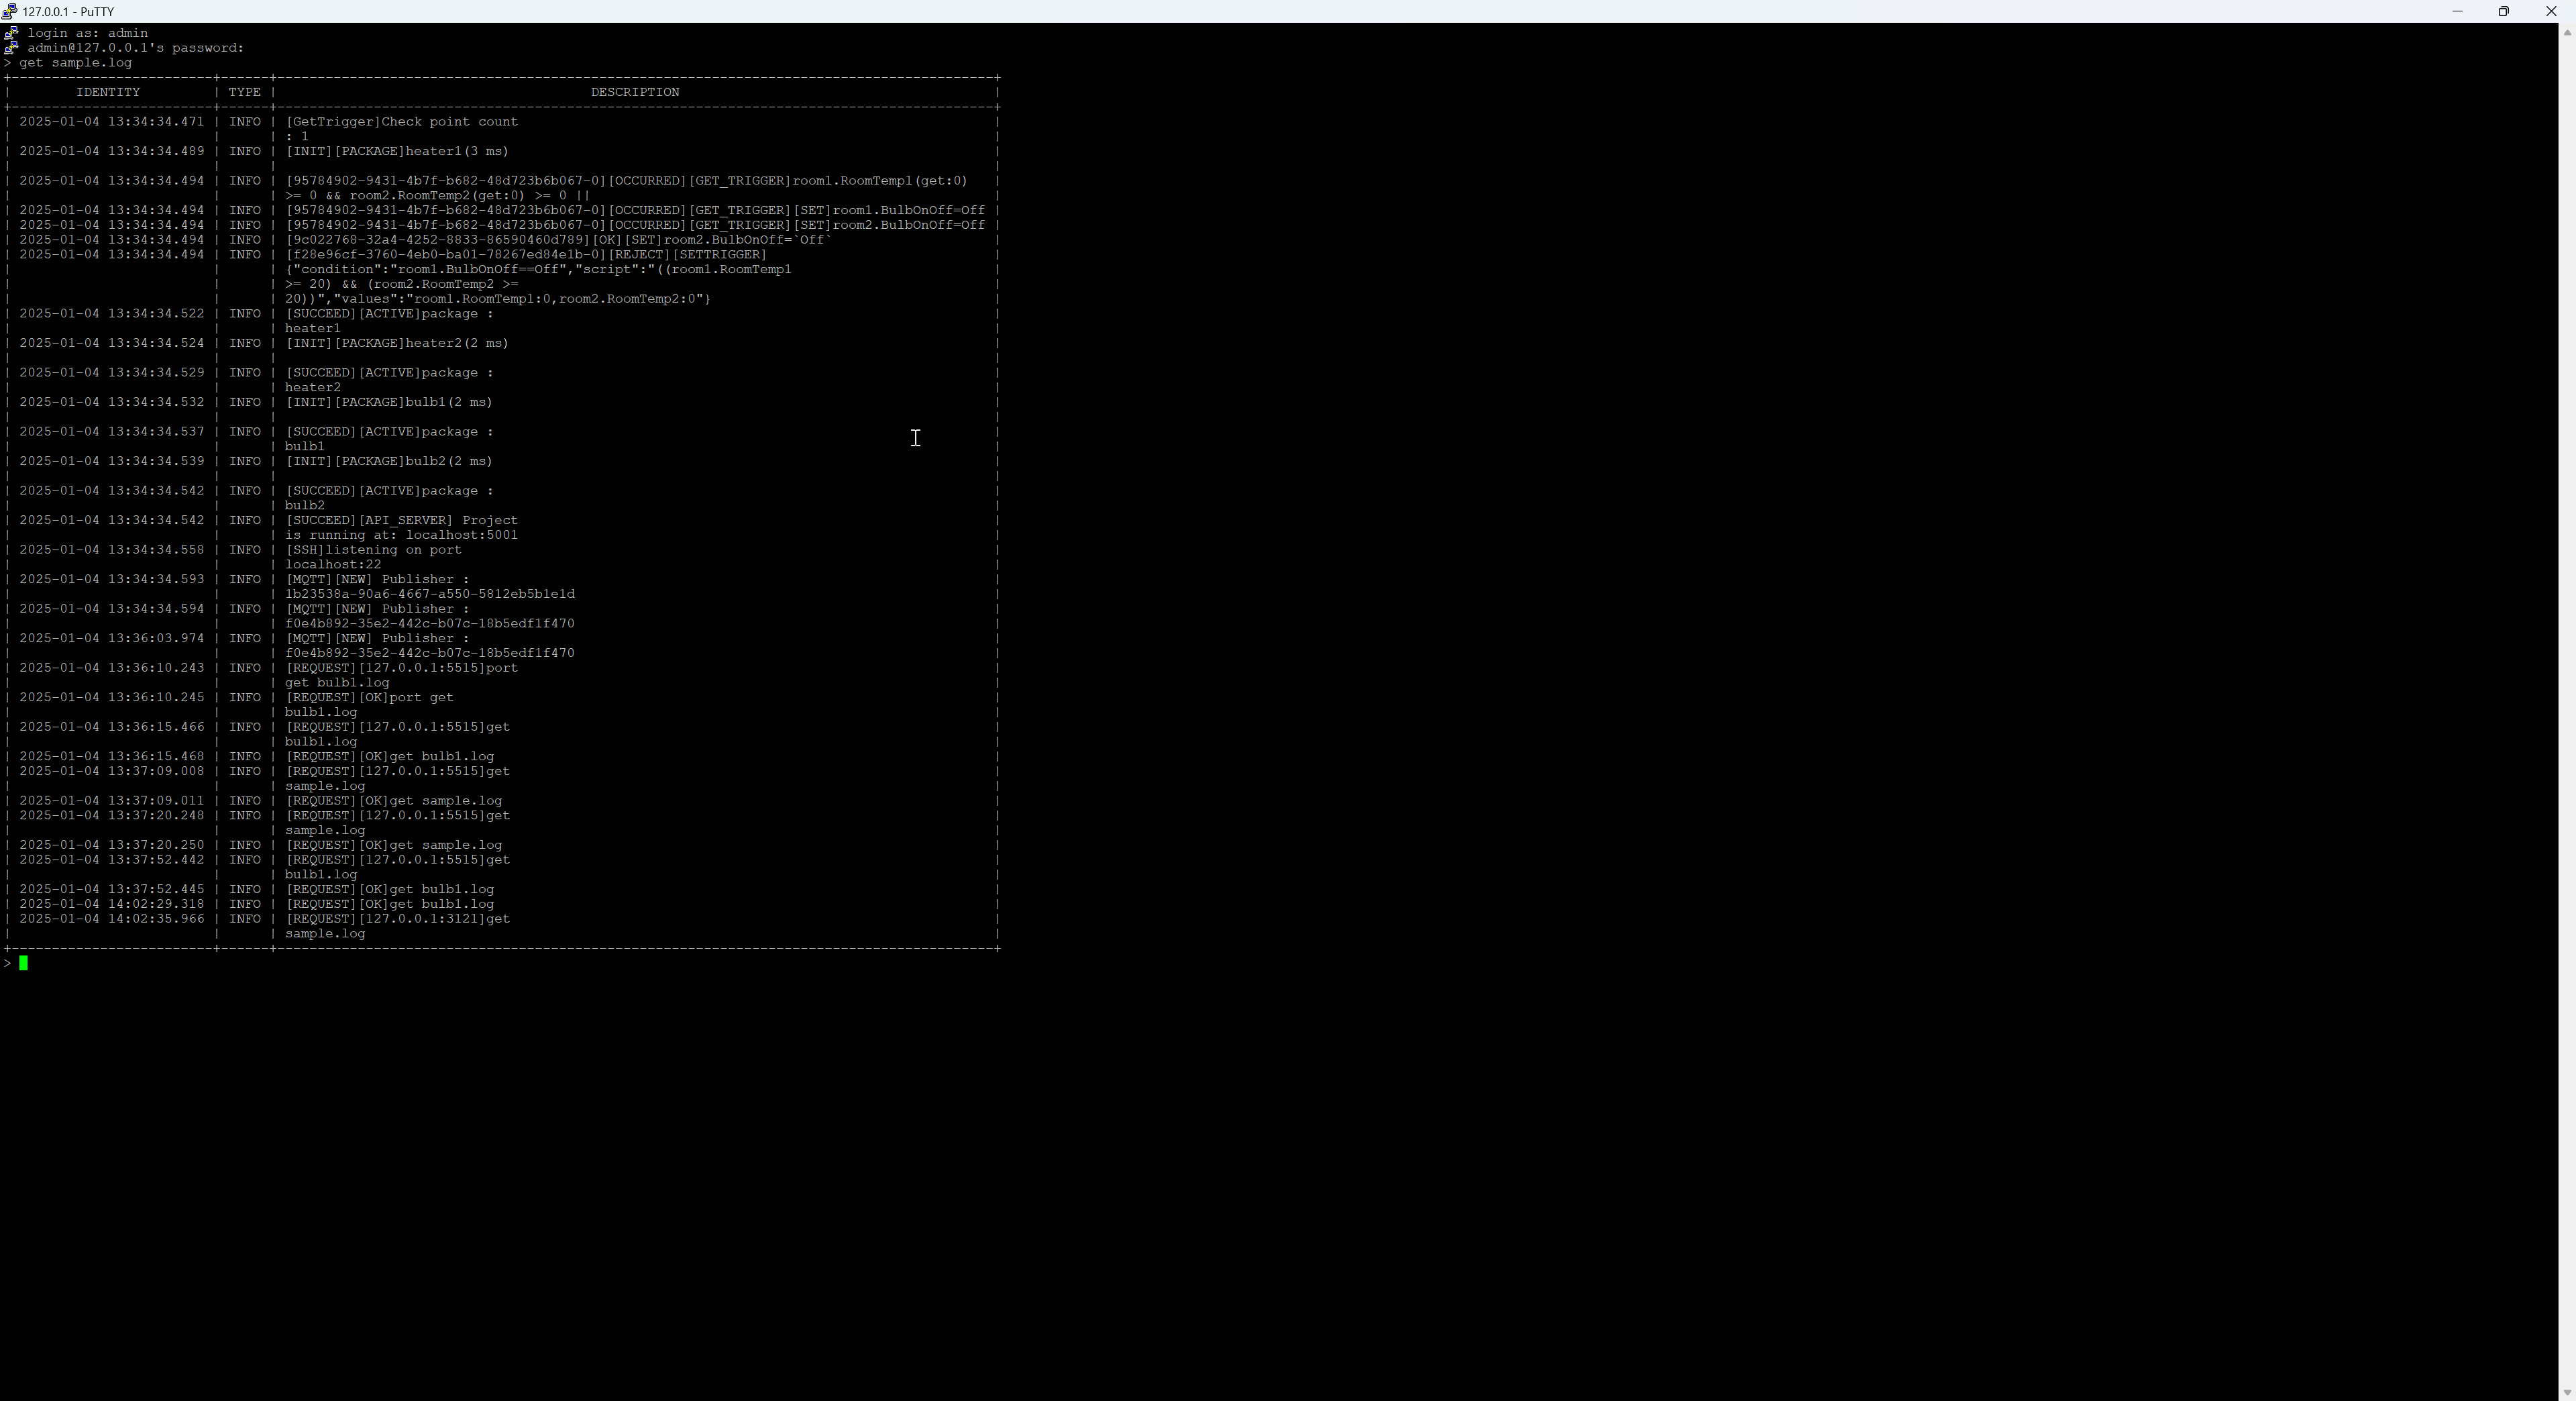 127.0.0.1 - PuTTY
login as: admin
admin@127.0.0.1's password:
> get sample.log
+-------------------------+------+-----------------------------------------------------------------------------------------+
| IDENTITY | TYPE | DESCRIPTION |
+-------------------------+------+-----------------------------------------------------------------------------------------+
| 2025-01-04 13:34:34.471 | INFO | [GetTrigger]Check point count |
| | | : 1 |
| 2025-01-04 13:34:34.489 | INFO | [INIT][PACKAGE]heater1(3 ms) |
| | | |
| 2025-01-04 13:34:34.494 | INFO | [95784902-9431-4b7f-b682-48d723b6b067-0][OCCURRED][GET_TRIGGER]room1.RoomTemp1(get:0) |
| | | >= 0 && room2.RoomTemp2(get:0) >= 0 || |
| 2025-01-04 13:34:34.494 | INFO | [95784902-9431-4b7f-b682-48d723b6b067-0][OCCURRED][GET_TRIGGER][SET]room1.BulbOnOff=Off |
| 2025-01-04 13:34:34.494 | INFO | [95784902-9431-4b7f-b682-48d723b6b067-0][OCCURRED][GET_TRIGGER][SET]room2.BulbOnOff=Off |
| 2025-01-04 13:34:34.494 | INFO | [9c022768-32a4-4252-8833-86590460d789][OK][SET]room2.BulbOnOff=`Off` |
| 2025-01-04 13:34:34.494 | INFO | [f28e96cf-3760-4eb0-ba01-78267ed84e1b-0][REJECT][SETTRIGGER] |
| | | {"condition":"room1.BulbOnOff==Off","script":"((room1.RoomTemp1 |
| | | >= 20) && (room2.RoomTemp2 >= |
| | | 20))","values":"room1.RoomTemp1:0,room2.RoomTemp2:0"} |
| 2025-01-04 13:34:34.522 | INFO | [SUCCEED][ACTIVE]package : |
| | | heater1 |
| 2025-01-04 13:34:34.524 | INFO | [INIT][PACKAGE]heater2(2 ms) |
| | | |
| 2025-01-04 13:34:34.529 | INFO | [SUCCEED][ACTIVE]package : |
| | | heater2 |
| 2025-01-04 13:34:34.532 | INFO | [INIT][PACKAGE]bulb1(2 ms) |
| | | |
| 2025-01-04 13:34:34.537 | INFO | [SUCCEED][ACTIVE]package : |
| | | bulb1 |
| 2025-01-04 13:34:34.539 | INFO | [INIT][PACKAGE]bulb2(2 ms) |
| | | |
| 2025-01-04 13:34:34.542 | INFO | [SUCCEED][ACTIVE]package : |
| | | bulb2 |
| 2025-01-04 13:34:34.542 | INFO | [SUCCEED][API_SERVER] Project |
| | | is running at: localhost:5001 |
| 2025-01-04 13:34:34.558 | INFO | [SSH]listening on port |
| | | localhost:22 |
| 2025-01-04 13:34:34.593 | INFO | [MQTT][NEW] Publisher : |
| | | 1b23538a-90a6-4667-a550-5812eb5b1e1d |
| 2025-01-04 13:34:34.594 | INFO | [MQTT][NEW] Publisher : |
| | | f0e4b892-35e2-442c-b07c-18b5edf1f470 |
| 2025-01-04 13:36:03.974 | INFO | [MQTT][NEW] Publisher : |
| | | f0e4b892-35e2-442c-b07c-18b5edf1f470 |
| 2025-01-04 13:36:10.243 | INFO | [REQUEST][127.0.0.1:5515]port |
| | | get bulb1.log |
| 2025-01-04 13:36:10.245 | INFO | [REQUEST][OK]port get |
| | | bulb1.log |
| 2025-01-04 13:36:15.466 | INFO | [REQUEST][127.0.0.1:5515]get |
| | | bulb1.log |
| 2025-01-04 13:36:15.468 | INFO | [REQUEST][OK]get bulb1.log |
| 2025-01-04 13:37:09.008 | INFO | [REQUEST][127.0.0.1:5515]get |
| | | sample.log |
| 2025-01-04 13:37:09.011 | INFO | [REQUEST][OK]get sample.log |
| 2025-01-04 13:37:20.248 | INFO | [REQUEST][127.0.0.1:5515]get |
| | | sample.log |
| 2025-01-04 13:37:20.250 | INFO | [REQUEST][OK]get sample.log |
| 2025-01-04 13:37:52.442 | INFO | [REQUEST][127.0.0.1:5515]get |
| | | bulb1.log |
| 2025-01-04 13:37:52.445 | INFO | [REQUEST][OK]get bulb1.log |
| 2025-01-04 14:02:29.318 | INFO | [REQUEST][OK]get bulb1.log |
| 2025-01-04 14:02:35.966 | INFO | [REQUEST][127.0.0.1:3121]get |
| | | sample.log |
+-------------------------+------+-----------------------------------------------------------------------------------------+
>